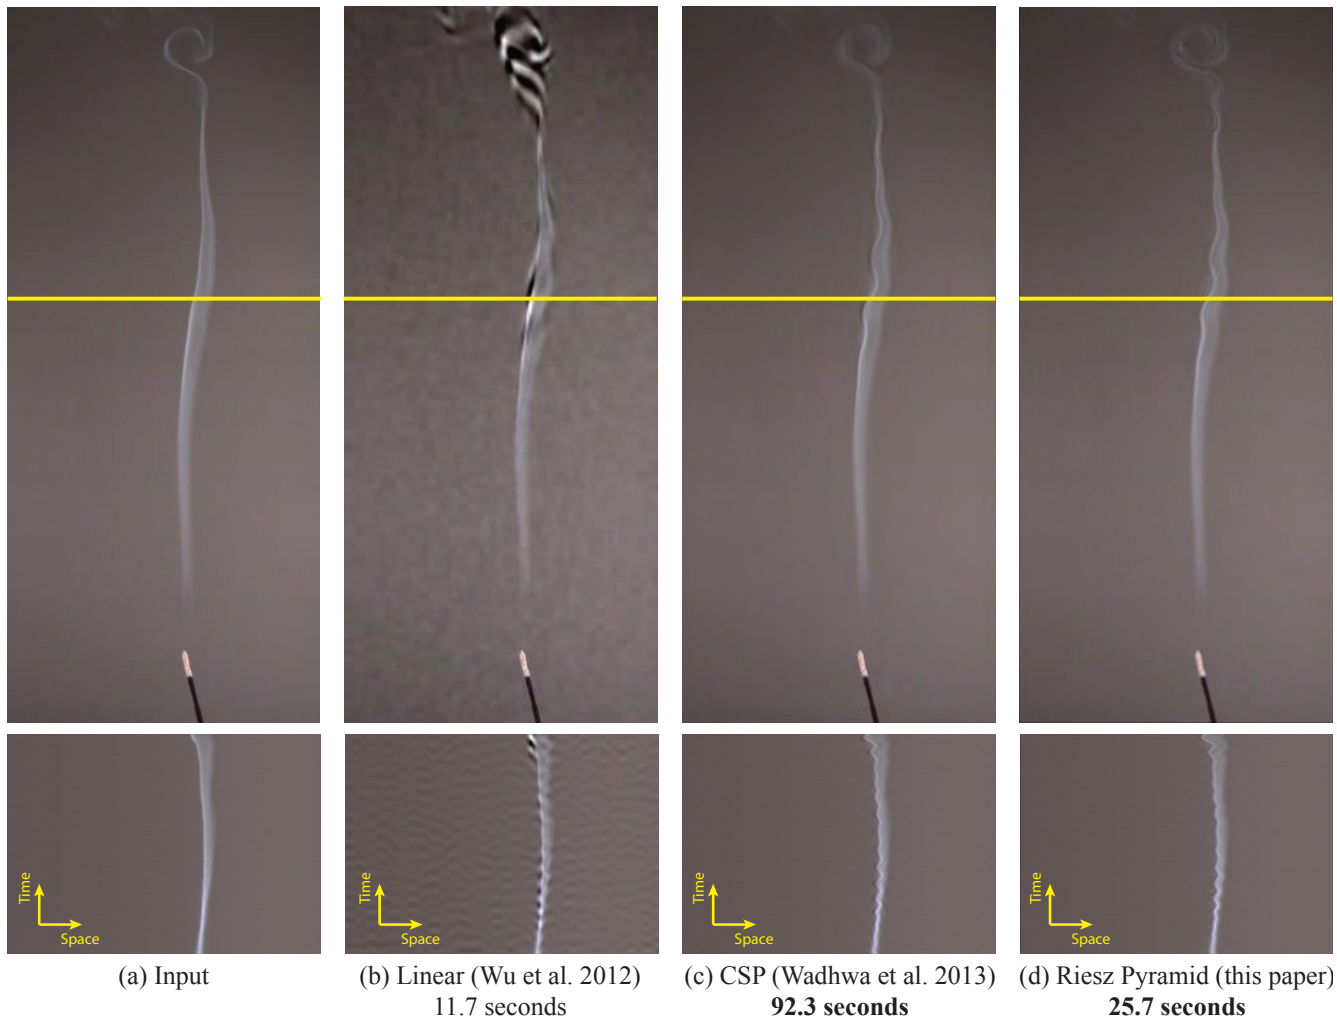 Time
Space
Time
Space
Time
Space
Time
Space
(a) Input
(b) Linear (Wu et al. 2012)
11.7 seconds
(c) CSP (Wadhwa et al. 2013)
92.3 seconds
(d) Riesz Pyramid (this paper)
25.7 seconds